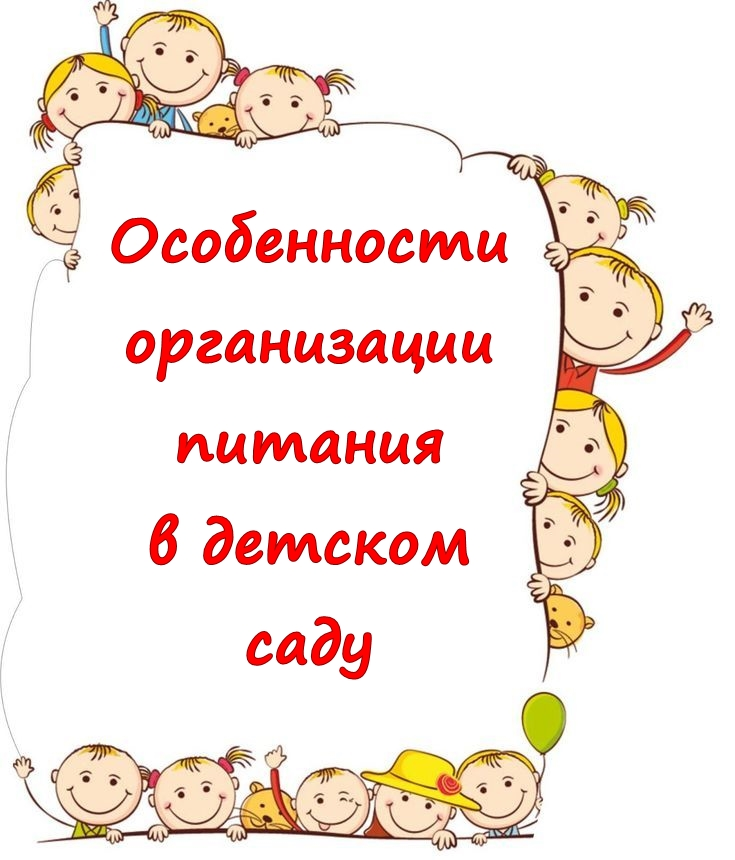 Особенности
организации
питания
в детском
саду